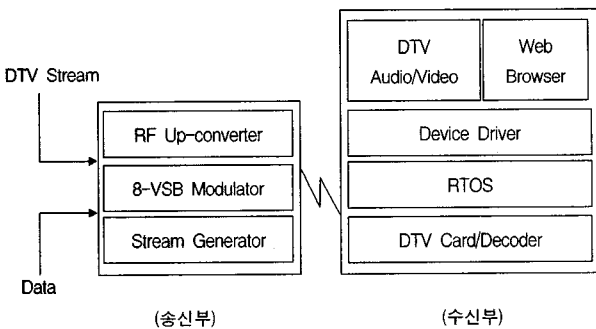 DTV Stream
Data
RF Up-converter
8-VSB Modulator
Stream Generator
(송신부)
DTV
Audio/Video
Web
Browser
Device Driver
RTOS
DTV Card/Decoder
(수신부)